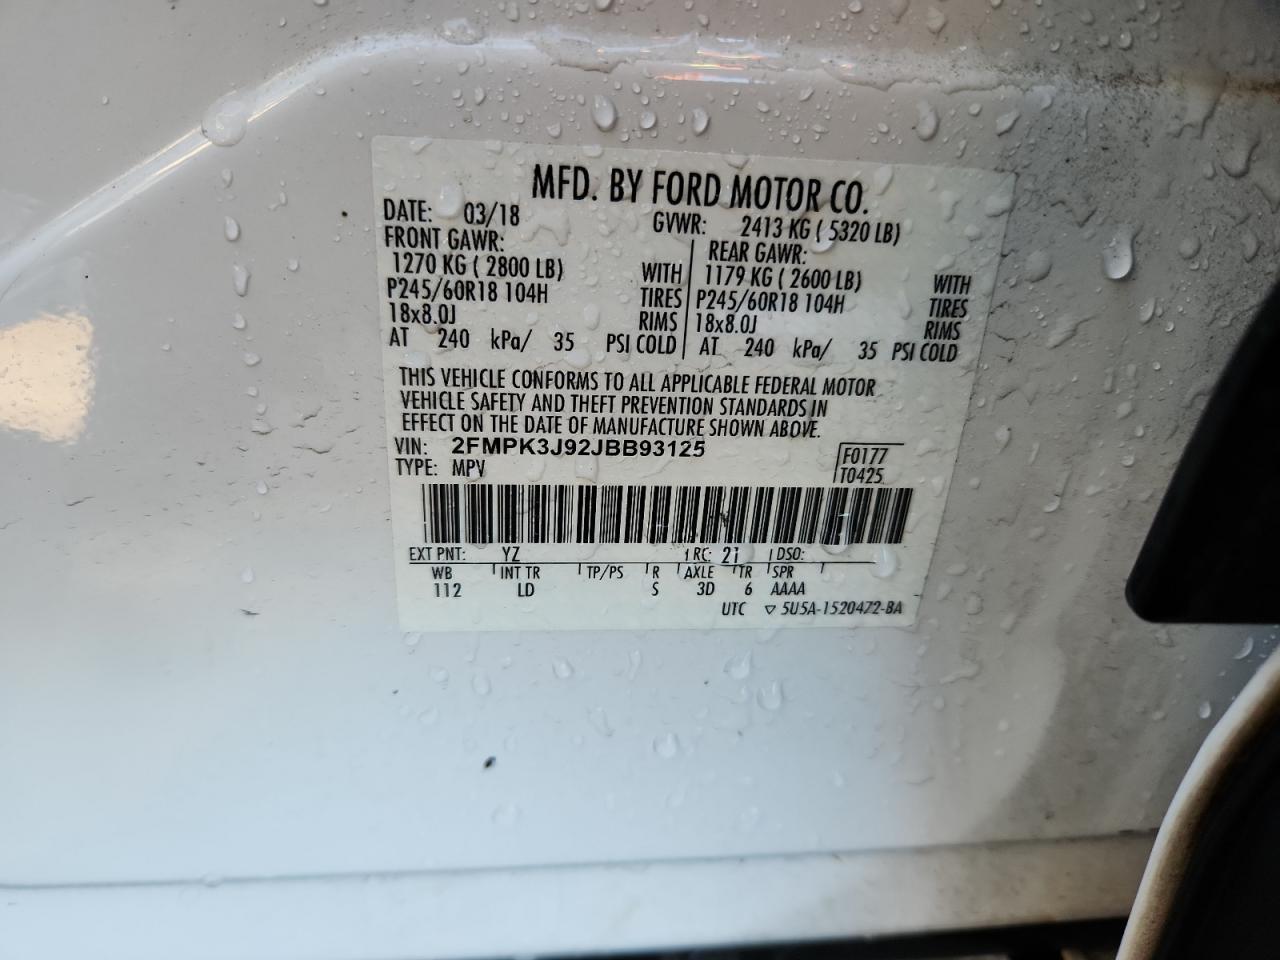 MFD. BY FORD MOTOR CO.
DATE: 03/18 GVWR: 2413 KG ( 5320 LB)
FRONT GAWR: REAR GAWR:
1270 KG ( 2800 LB) WITH 1179 KG ( 2600 LB) WITH
P245/60R18 104H TIRES P245/60R18 104H TIRES
18x8.0J RIMS 18x8.0J RIMS
AT 240 kPa/ 35 PSI COLD AT 240 kPa/ 35 PSI COLD
THIS VEHICLE CONFORMS TO ALL APPLICABLE FEDERAL MOTOR
VEHICLE SAFETY AND THEFT PREVENTION STANDARDS IN
EFFECT ON THE DATE OF MANUFACTURE SHOWN ABOVE.
VIN: 2FMPK3J92JBB93125 F0177
TYPE: MPV T0425
EXT PNT: YZ RC: 21 DSO:
WB INT TR TP/PS R AXLE TR SPR
112 LD S 3D 6 AAAA
UTC ▽ 5U5A-1520472-BA